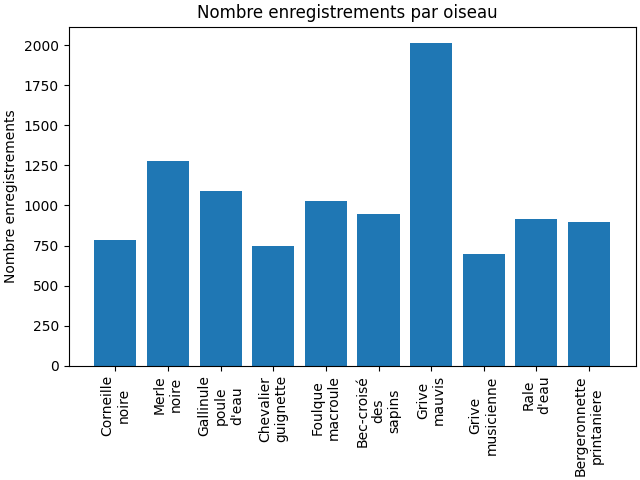 Nombre enregistrements par oiseau
Nombre enregistrements
2000
1750
1500
1250
1000
750
500
250
0
Corneille
noire
Merle
noire
Gallinule
poule
d'eau
Chevalier
guignette
Foulque
macroule
Bec-croisé
des
sapins
Grive
mauvis
Grive
musicienne
Rale
d'eau
Bergeronnette
printaniere